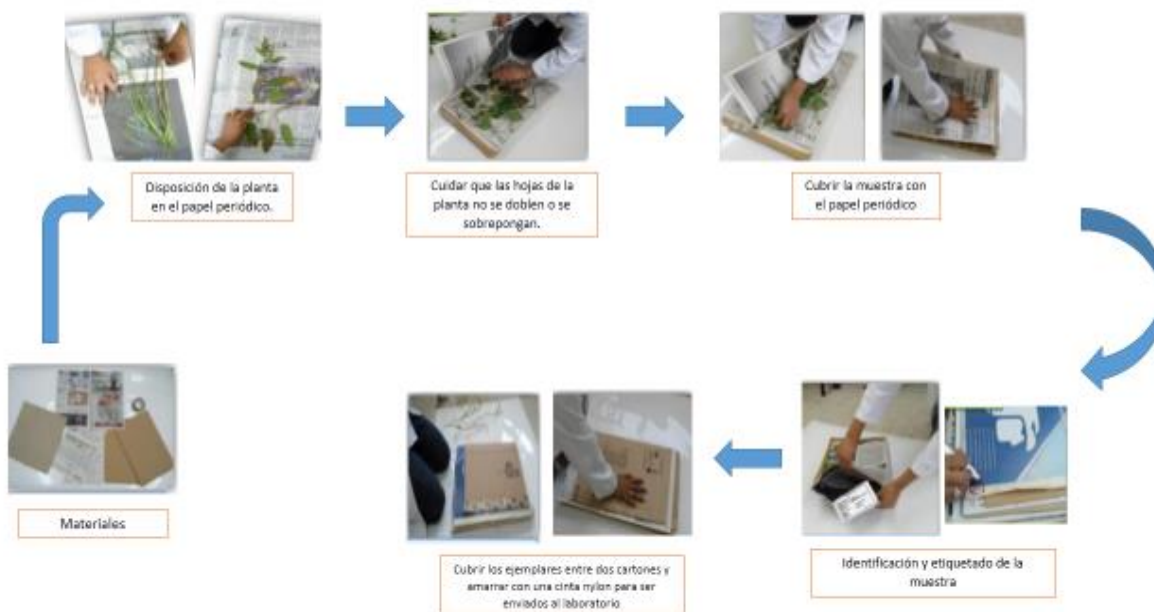 Disposición de la planta
en el papel periódico.
Cuidar que las hojas de la
planta no se doblen o se
sobrepongan.
Cubrir la muestra con
el papel periódico
Materiales
Cubrir los ejemplares entre dos cartones y
amarrar con una cinta nylon para ser
enviados al laboratorio
Identificación y etiquetado de la
muestra